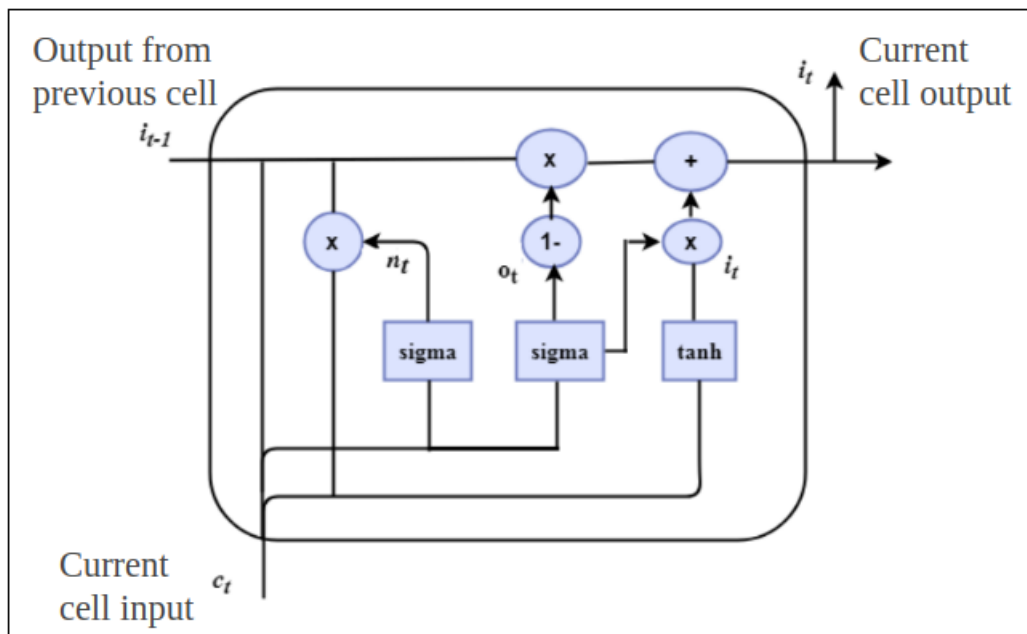 Output from
previous cell
i_{t-1}
i_t
Current
cell output
x
+
x
n_t
o_t
1-
x
i_t
sigma
sigma
tanh
Current
cell input
c_t